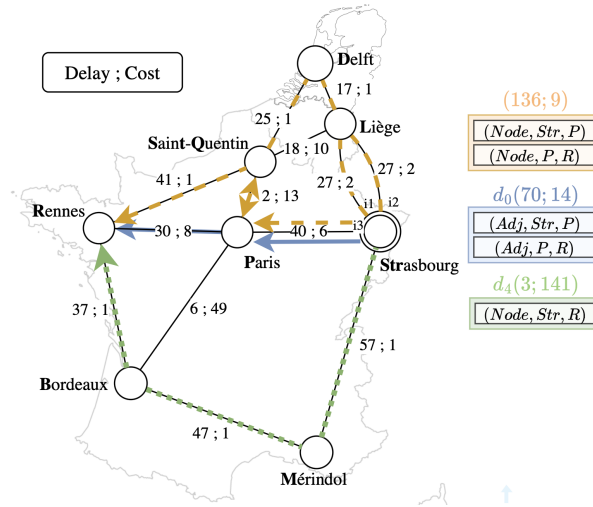 Delft
Delay ; Cost
17 ; 1
(136; 9)
25 ; 1
Liège
(Node, Str, P)
Saint-Quentin
18 ; 10
(Node, P, R)
27 ; 2
41 ; 1
27 ; 2
2 ; 13
d₀(70; 14)
Rennes
i1
i2
(Adj, Str, P)
30 ; 8
40 ; 6
i3
(Adj, P, R)
Paris
Strasbourg
d₄(3; 141)
37 ; 1
6 ; 49
(Node, Str, R)
57 ; 1
Bordeaux
47 ; 1
Mérindol